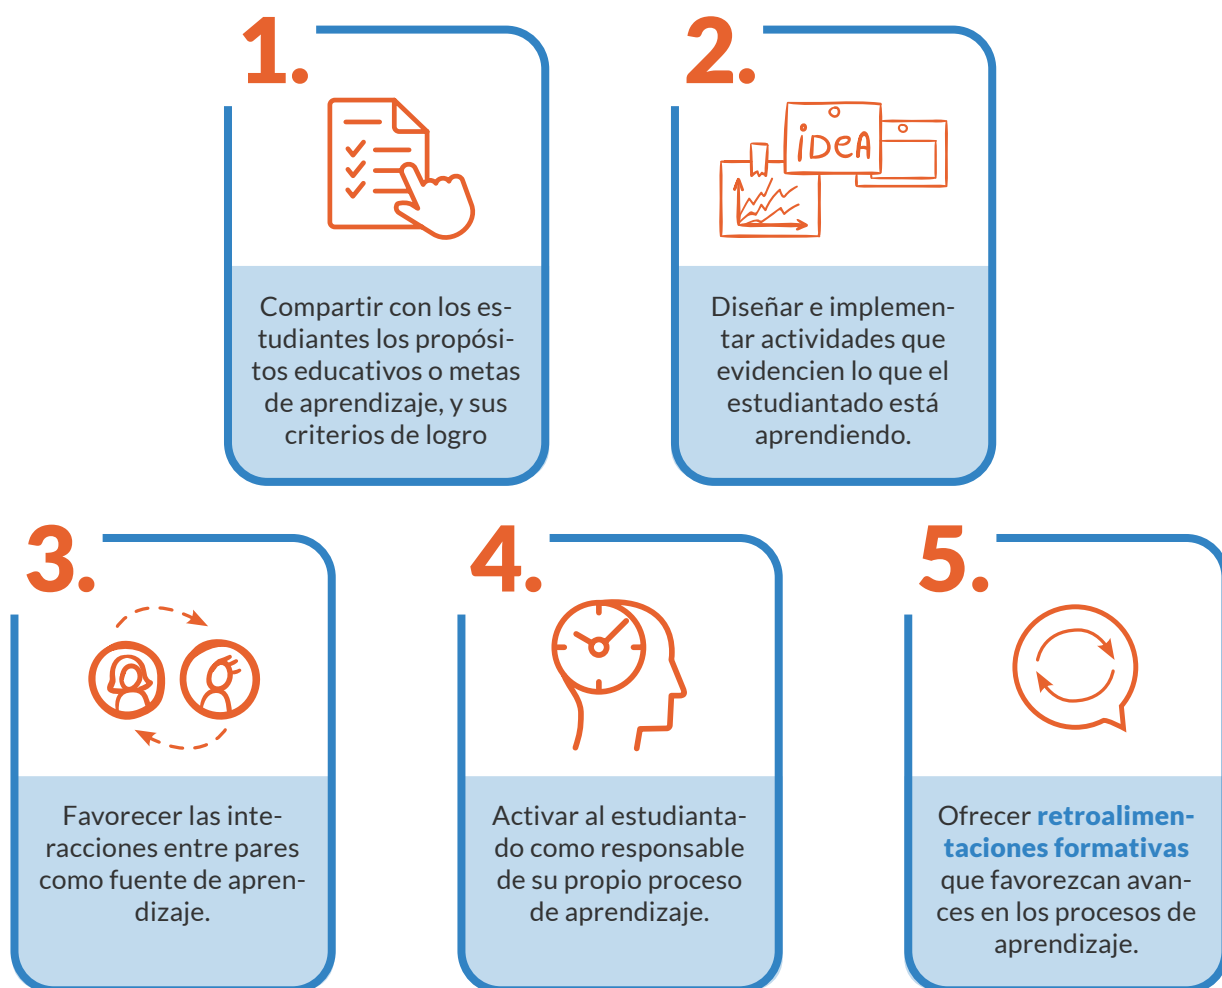 1.
iDeA
Compartir con los es-
tudiantes los propósi-
tos educativos o metas
de aprendizaje, y sus
criterios de logro
2.
Diseñar e implemen-
tar actividades que
evidencien lo que el
estudiantado está
aprendiendo.
3.
Favorecer las inte-
racciones entre pares
como fuente de apren-
dizaje.
4.
Activar al estudianta-
do como responsable
de su propio proceso
de aprendizaje.
5.
Ofrecer retroalimen-
taciones formativas
que favorezcan avan-
ces en los procesos de
aprendizaje.